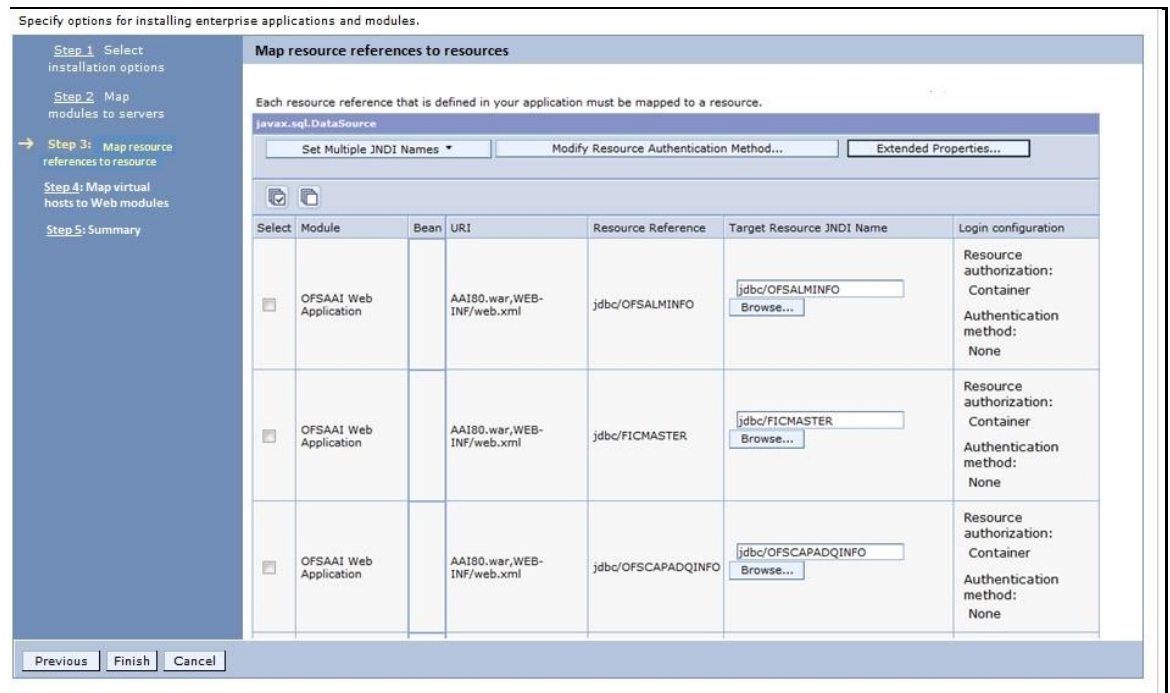 Specify options for installing enterprise applications and modules.
Step 1 Select
installation options
Step 2 Map
modules to servers
Step 3: Map resource
references to resource
Step 4: Map virtual
hosts to Web modules
Step 5: Summary
Map resource references to resources
Each resource reference that is defined in your application must be mapped to a resource.
javax.sql.DataSource
Set Multiple JNDI Names Modify Resource Authentication Method... Extended Properties...
Select Module Bean URI Resource Reference Target Resource JNDI Name Login configuration
OFSAAI Web
Application
AAI80.war,WEB-
INF/web.xml
jdbc/OFSALMINFO
jdbc/OFSALMINFO
Browse...
Resource
authorization:
Container
Authentication
method:
None
OFSAAI Web
Application
AAI80.war,WEB-
INF/web.xml
jdbc/FICMASTER
jdbc/FICMASTER
Browse...
Resource
authorization:
Container
Authentication
method:
None
OFSAAI Web
Application
AAI80.war,WEB-
INF/web.xml
jdbc/OFSCAPADQINFO
jdbc/OFSCAPADQINFO
Browse...
Resource
authorization:
Container
Authentication
method:
None
Previous Finish Cancel